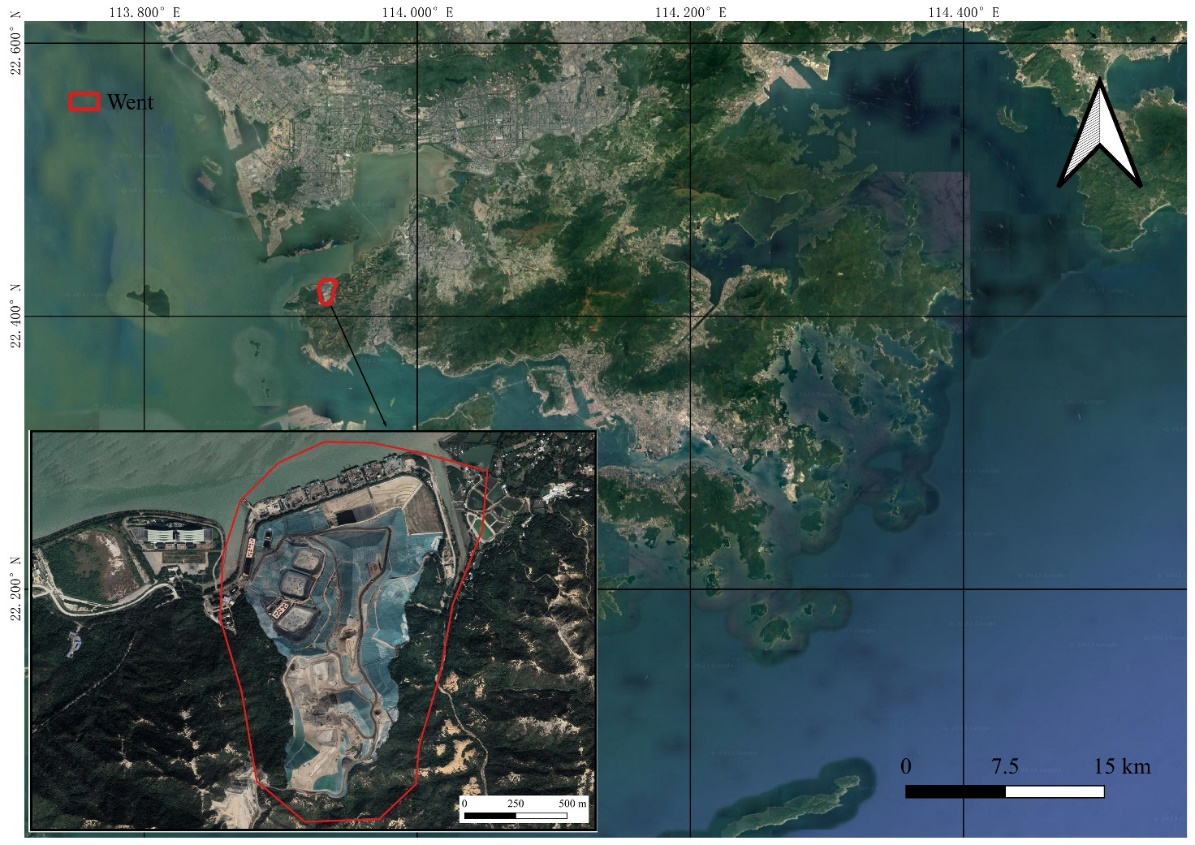 113.800° E
114.000° E
114.200° E
114.400° E
22.600° N
Went
22.400° N
22.200° N
0 7.5 15 km
0 250 500 m